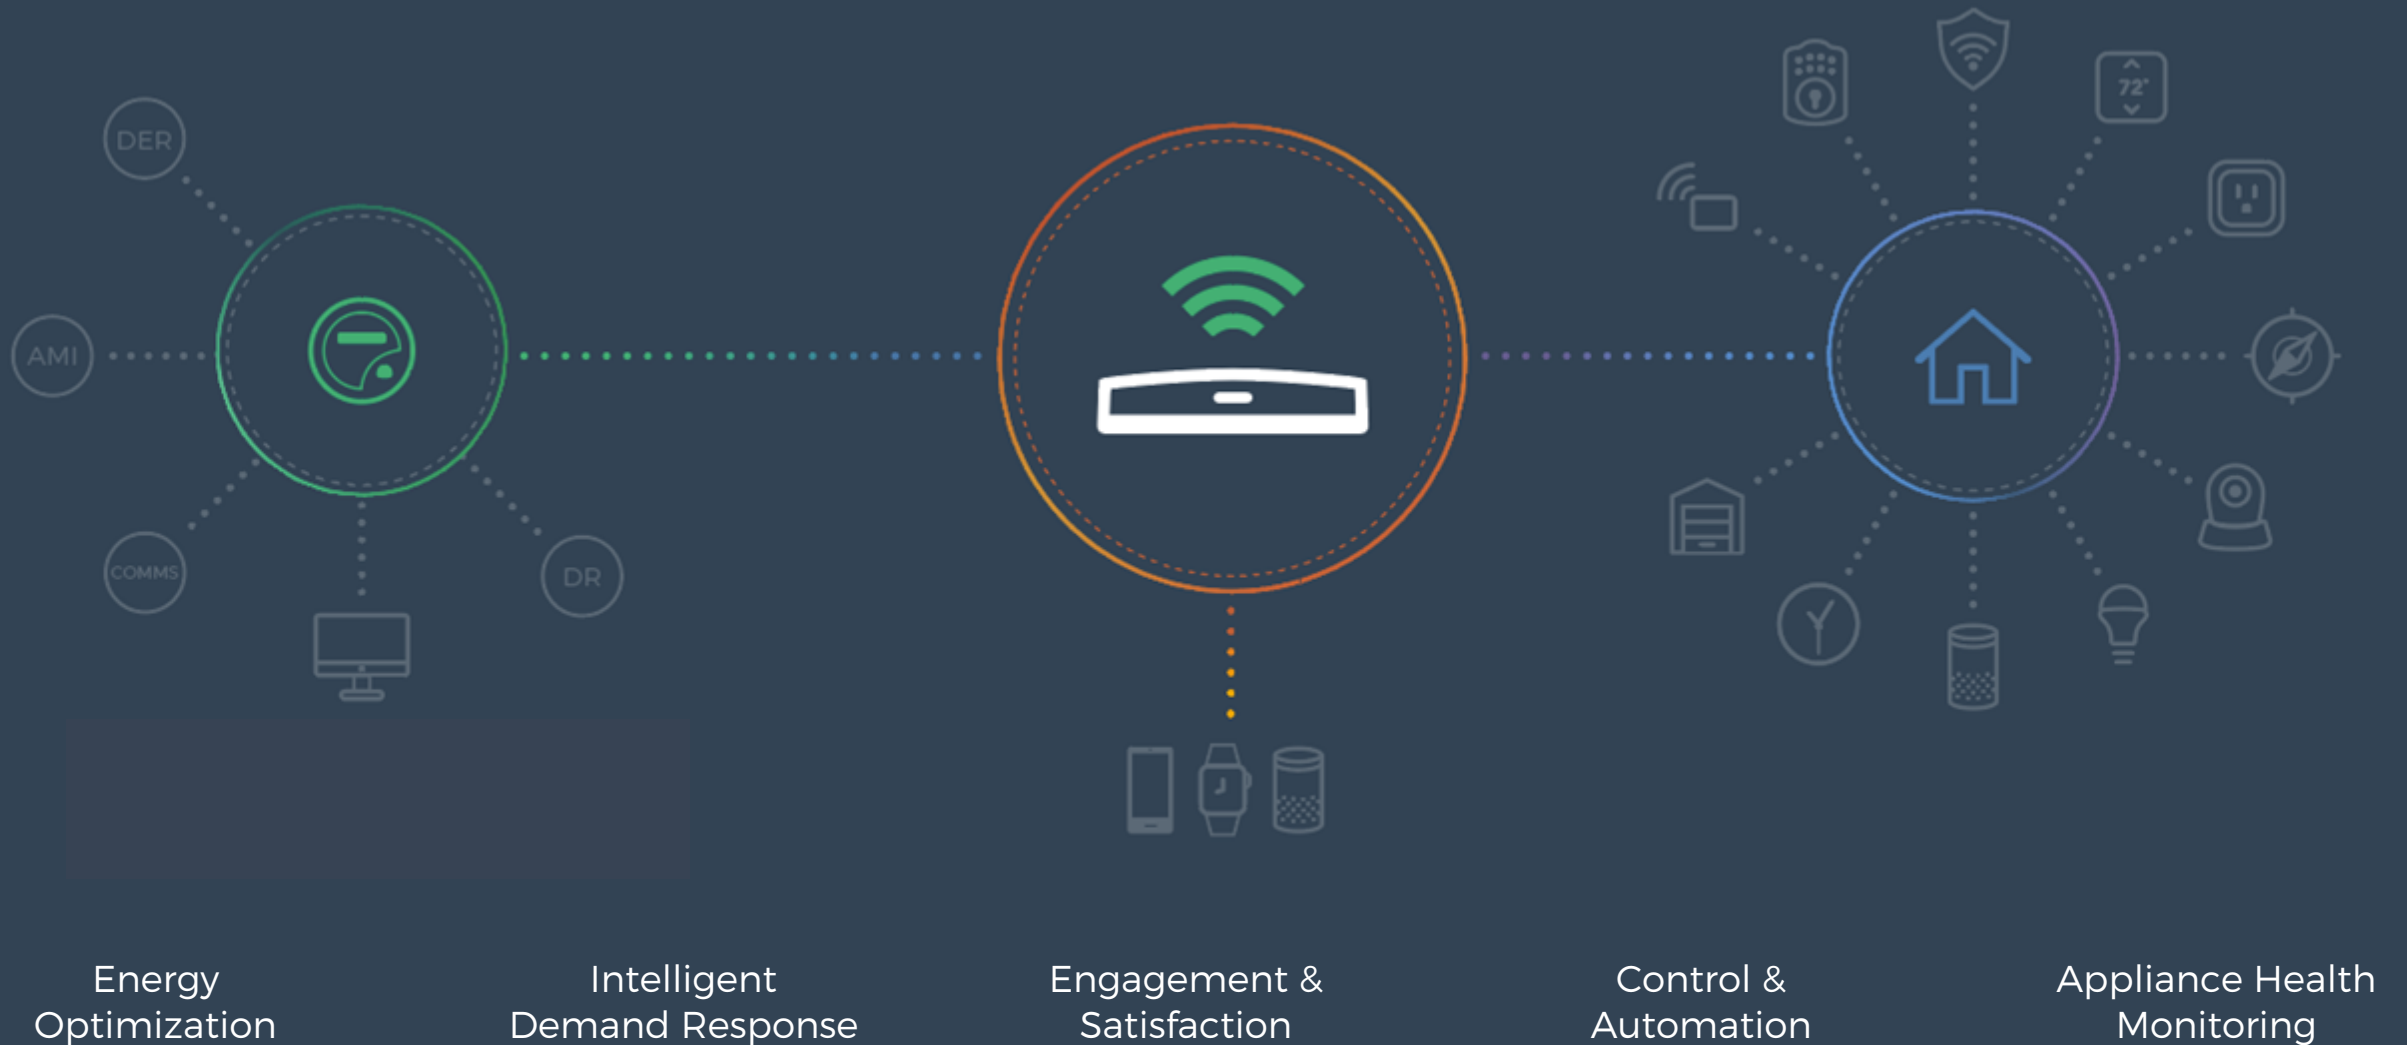 DER
72°
AMI
COMMS
DR
Energy
Optimization
Intelligent
Demand Response
Engagement &
Satisfaction
Control &
Automation
Appliance Health
Monitoring